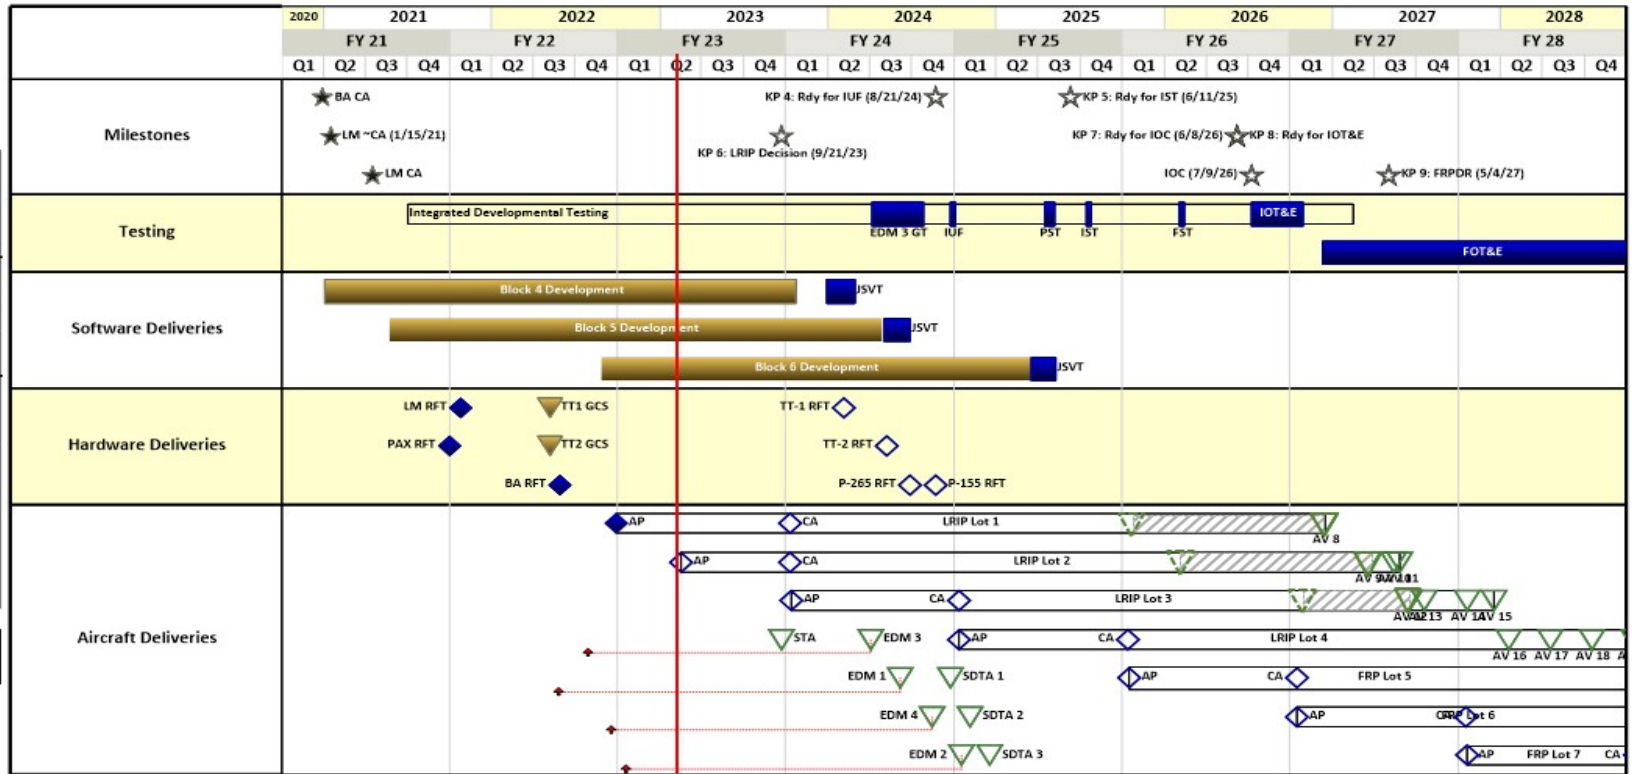 2020 2021 2022 2023 2024 2025 2026 2027 2028
FY 21 FY 22 FY 23 FY 24 FY 25 FY 26 FY 27 FY 28
Q1 Q2 Q3 Q4 Q1 Q2 Q3 Q4 Q1 Q2 Q3 Q4 Q1 Q2 Q3 Q4 Q1 Q2 Q3 Q4 Q1 Q2 Q3 Q4 Q1 Q2 Q3 Q4 Q1 Q2 Q3 Q4
Milestones
BA CA KP 4: Rdy for IUF (8/21/24) KP 5: Rdy for IST (6/11/25)
LM ~CA (1/15/21) KP 7: Rdy for IOC (6/8/26) KP 8: Rdy for IOT&E
KP 6: LRIP Decision (9/21/23)
LM CA IOC (7/9/26) KP 9: FRPDR (5/4/27)
Testing
Integrated Developmental Testing IOT&E
EDM 3 GT IUF PST IST FST
FOT&E
Software Deliveries
Block 4 Development JSVT
Block 5 Development JSVT
Block 6 Development JSVT
Hardware Deliveries
LM RFT TT1 GCS TT-1 RFT
PAX RFT TT2 GCS TT-2 RFT
BA RFT P-265 RFT P-155 RFT
Aircraft Deliveries
AP CA LRIP Lot 1
AV 8
AP CA LRIP Lot 2
AV 9 11
AP CA LRIP Lot 3
13 AV 14 AV 15
STA EDM 3 AP CA LRIP Lot 4
AV 16 AV 17 AV 18
EDM 1 SDTA 1 AP CA FRP Lot 5
EDM 4 SDTA 2 AP FRP Lot 6
EDM 2 SDTA 3 AP FRP Lot 7 CA